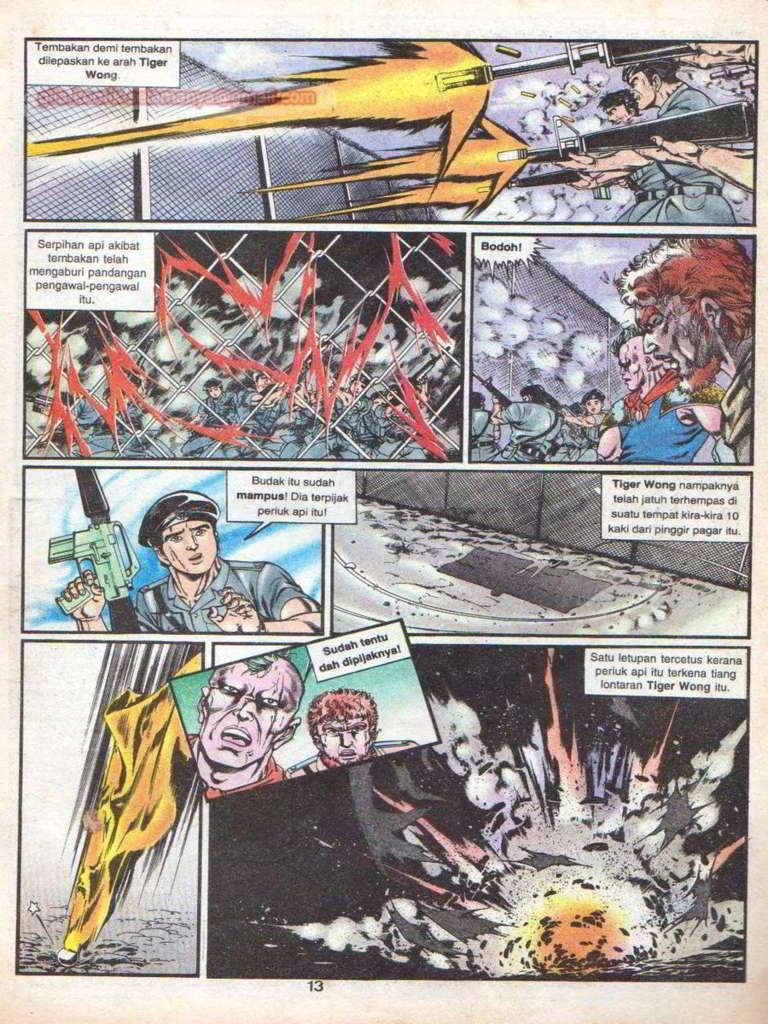 Tembakan demi tembakan
dilepaskan ke arah Tiger
Wong.
Serpihan api akibat
tembakan telah
mengaburi pandangan
pengawal-pengawal
itu.
Bodoh!
Budak itu sudah
mampus! Dia terpijak
periuk api itu!
Tiger Wong nampaknya
telah jatuh terhempas di
suatu tempat kira-kira 10
kaki dari pinggir pagar itu.
Sudah tentu
dah dipijaknya!
Satu letupan tercetus kerana
periuk api itu terkena tiang
lontaran Tiger Wong itu.
13